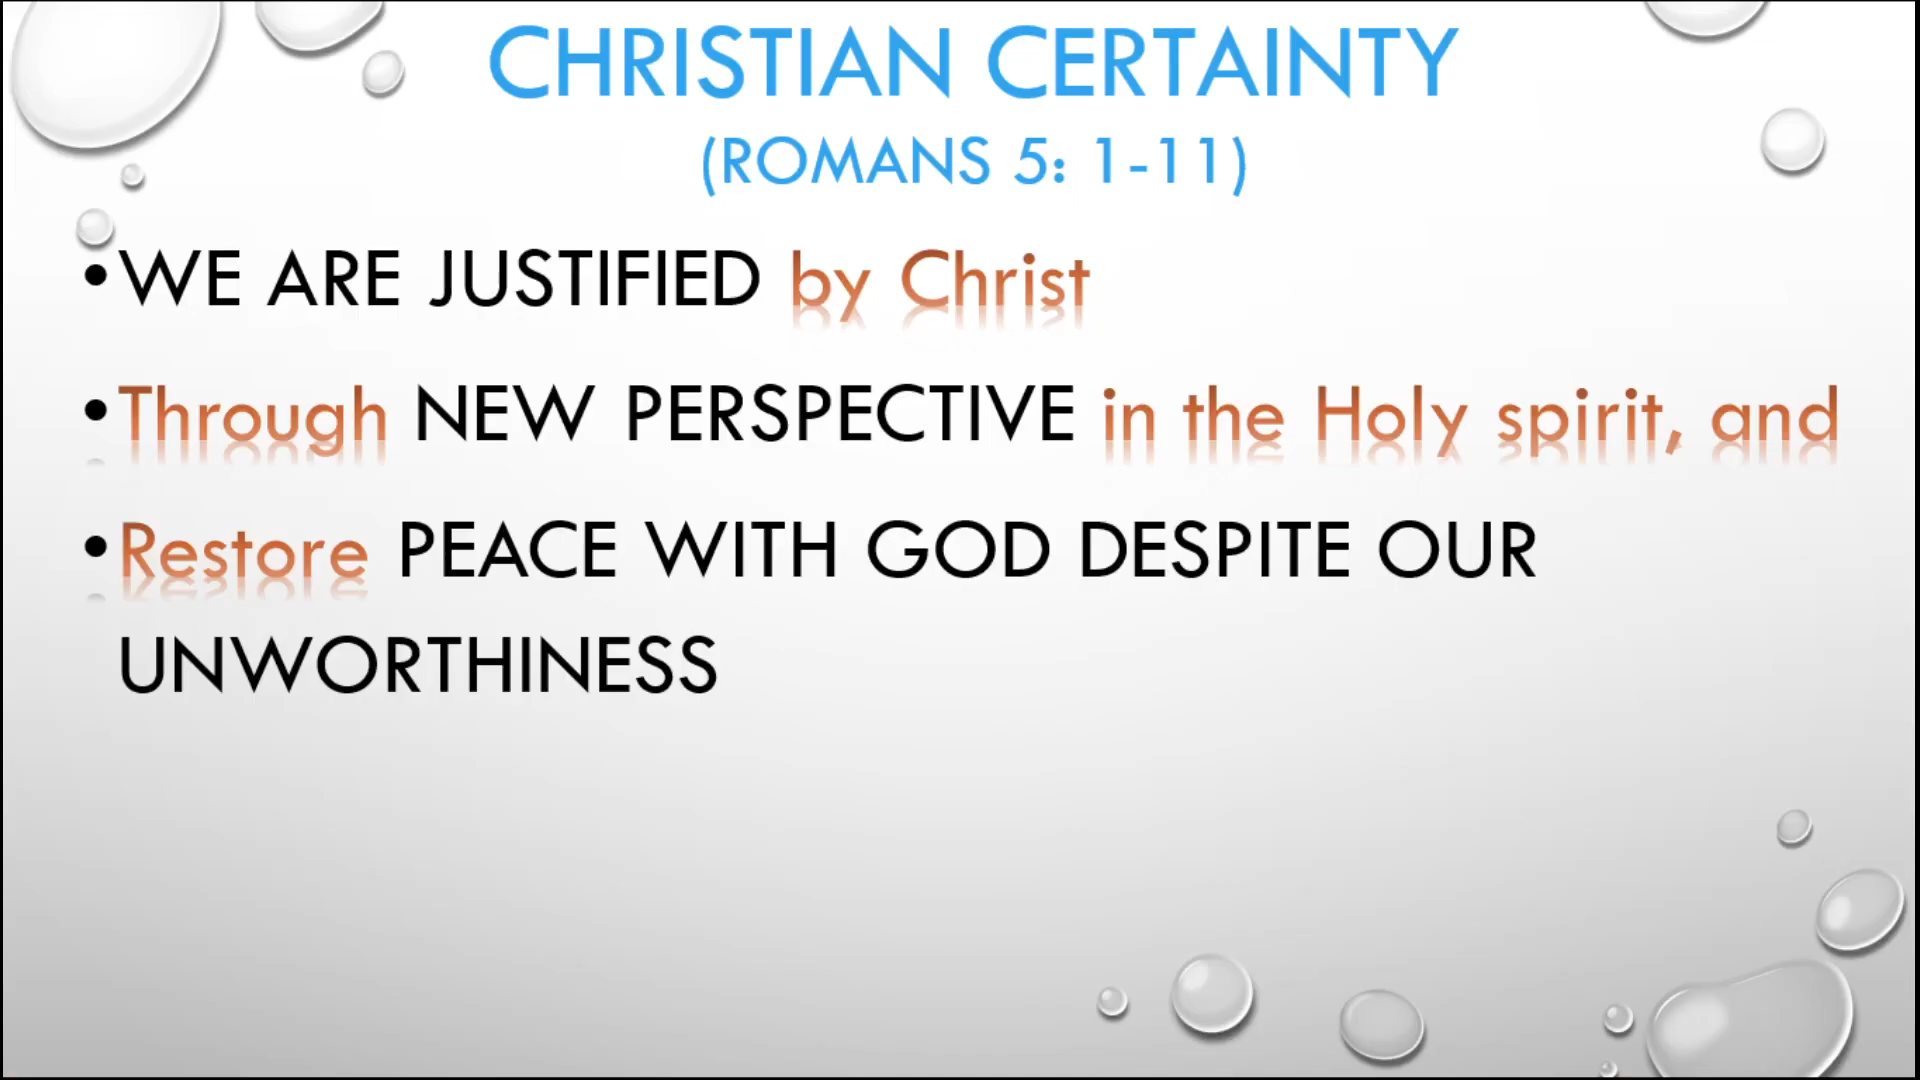 CHRISTIAN CERTAINTY
(ROMANS 5: 1-11)
•WE ARE JUSTIFIED by Christ
•Through NEW PERSPECTIVE in the Holy spirit, and
•Restore PEACE WITH GOD DESPITE OUR
UNWORTHINESS